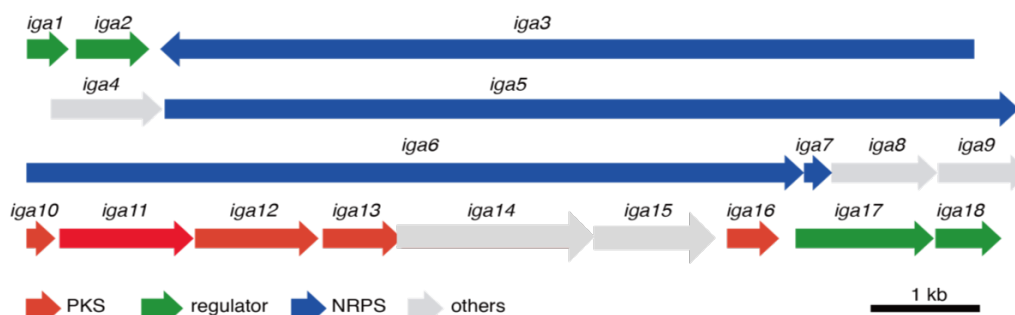 iga1 iga2 iga3
iga4 iga5
iga6 iga7 iga8 iga9
iga10 iga11 iga12 iga13 iga14 iga15 iga16 iga17 iga18
PKS regulator NRPS others 1 kb